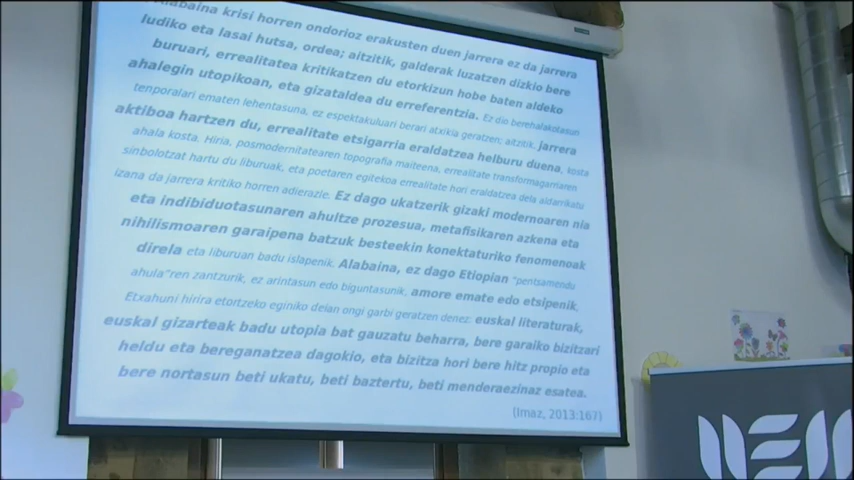 Alabaina krisi horren ondorioz erakusten duen jarrera ez da jarrera
ludiko eta lasai hutsa, ordea; aitzitik, galderak luzatzen dizkio bere
buruari, errealitatea kritikatzen du etorkizun hobe baten aldeko
ahalegin utopikoan, eta gizataldea du erreferentzia. Ez dio berehalakotasun
tenporalari ematen lehentasuna, ez espektakuluari berari atxikia geratzen; aitzitik, jarrera
aktiboa hartzen du, errealitate etsigarria eraldatzea helburu duena, kosta
ahala kosta. Hiria, posmodernitatearen topografia maiteena, errealitate transformagarriaren
sinbolotzat hartu du liburuak, eta poetaren egitekoa errealitate hori eraldatzea dela aldarrikatu
izana da jarrera kritiko horren adierazie. Ez dago ukatzerik gizaki modernoaren nia
eta indibiduotasunaren ahultze prozesua, metafisikaren azkena eta
nihilismoaren garaipena batzuk besteekin konektaturiko fenomenoak
direla eta liburuan badu islapenik. Alabaina, ez dago Etiopian "pentsamendu
ahula"ren zantzurik, ez arintasun edo biguntasunik, amore emate edo etsipenik.
Etxahuni hirira etortzeko eginiko deian ongi garbi geratzen denez: euskal literaturak,
euskal gizarteak badu utopia bat gauzatu beharra, bere garaiko bizitzari
heldu eta bereganatzea dagokio, eta bizitza hori bere hitz propio eta
bere nortasun beti ukatu, beti baztertu, beti menderaezinaz esatea.
(Imaz, 2013:167)